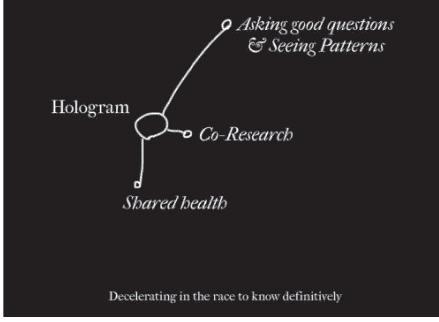 Asking good questions
& Seeing Patterns
Hologram
Co-Research
Shared health
Decelerating in the race to know definitively